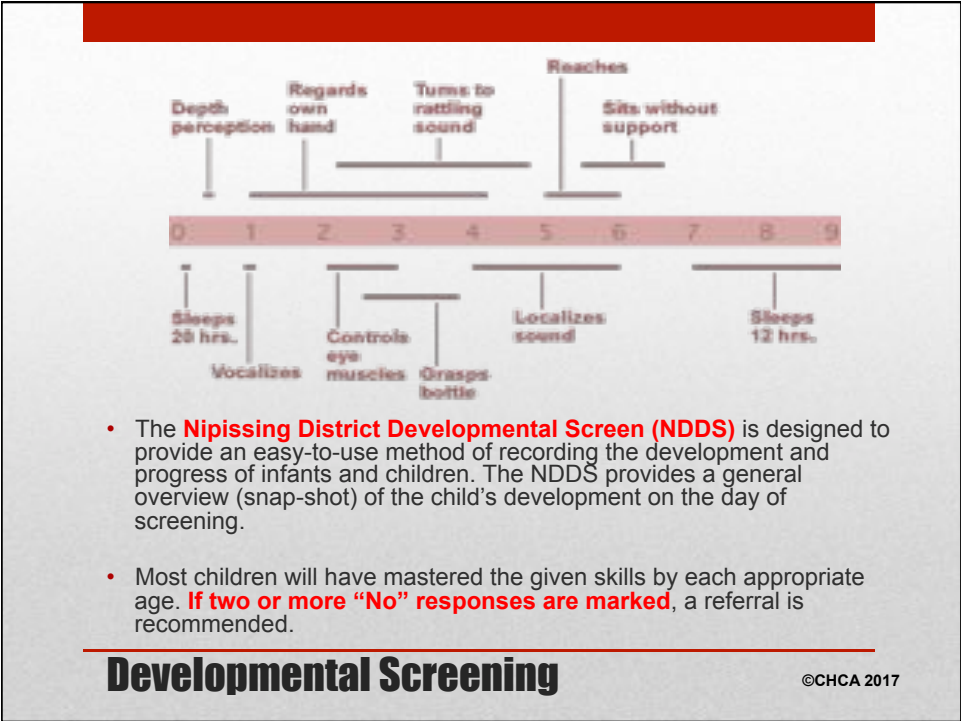 Reaches
Regards
own
hand
Turns to
rattling
sound
Depth
perception
Sits without
support
0 1 2 3 4 5 6 7 8 9
Sleeps
20 hrs.
Vocalizes
Controls
eye
muscles
Grasps
bottle
Localizes
sound
Sleeps
12 hrs.
• The Nipissing District Developmental Screen (NDDS) is designed to
provide an easy-to-use method of recording the development and
progress of infants and children. The NDDS provides a general
overview (snap-shot) of the child’s development on the day of
screening.
• Most children will have mastered the given skills by each appropriate
age. If two or more “No” responses are marked, a referral is
recommended.
Developmental Screening
©CHCA 2017